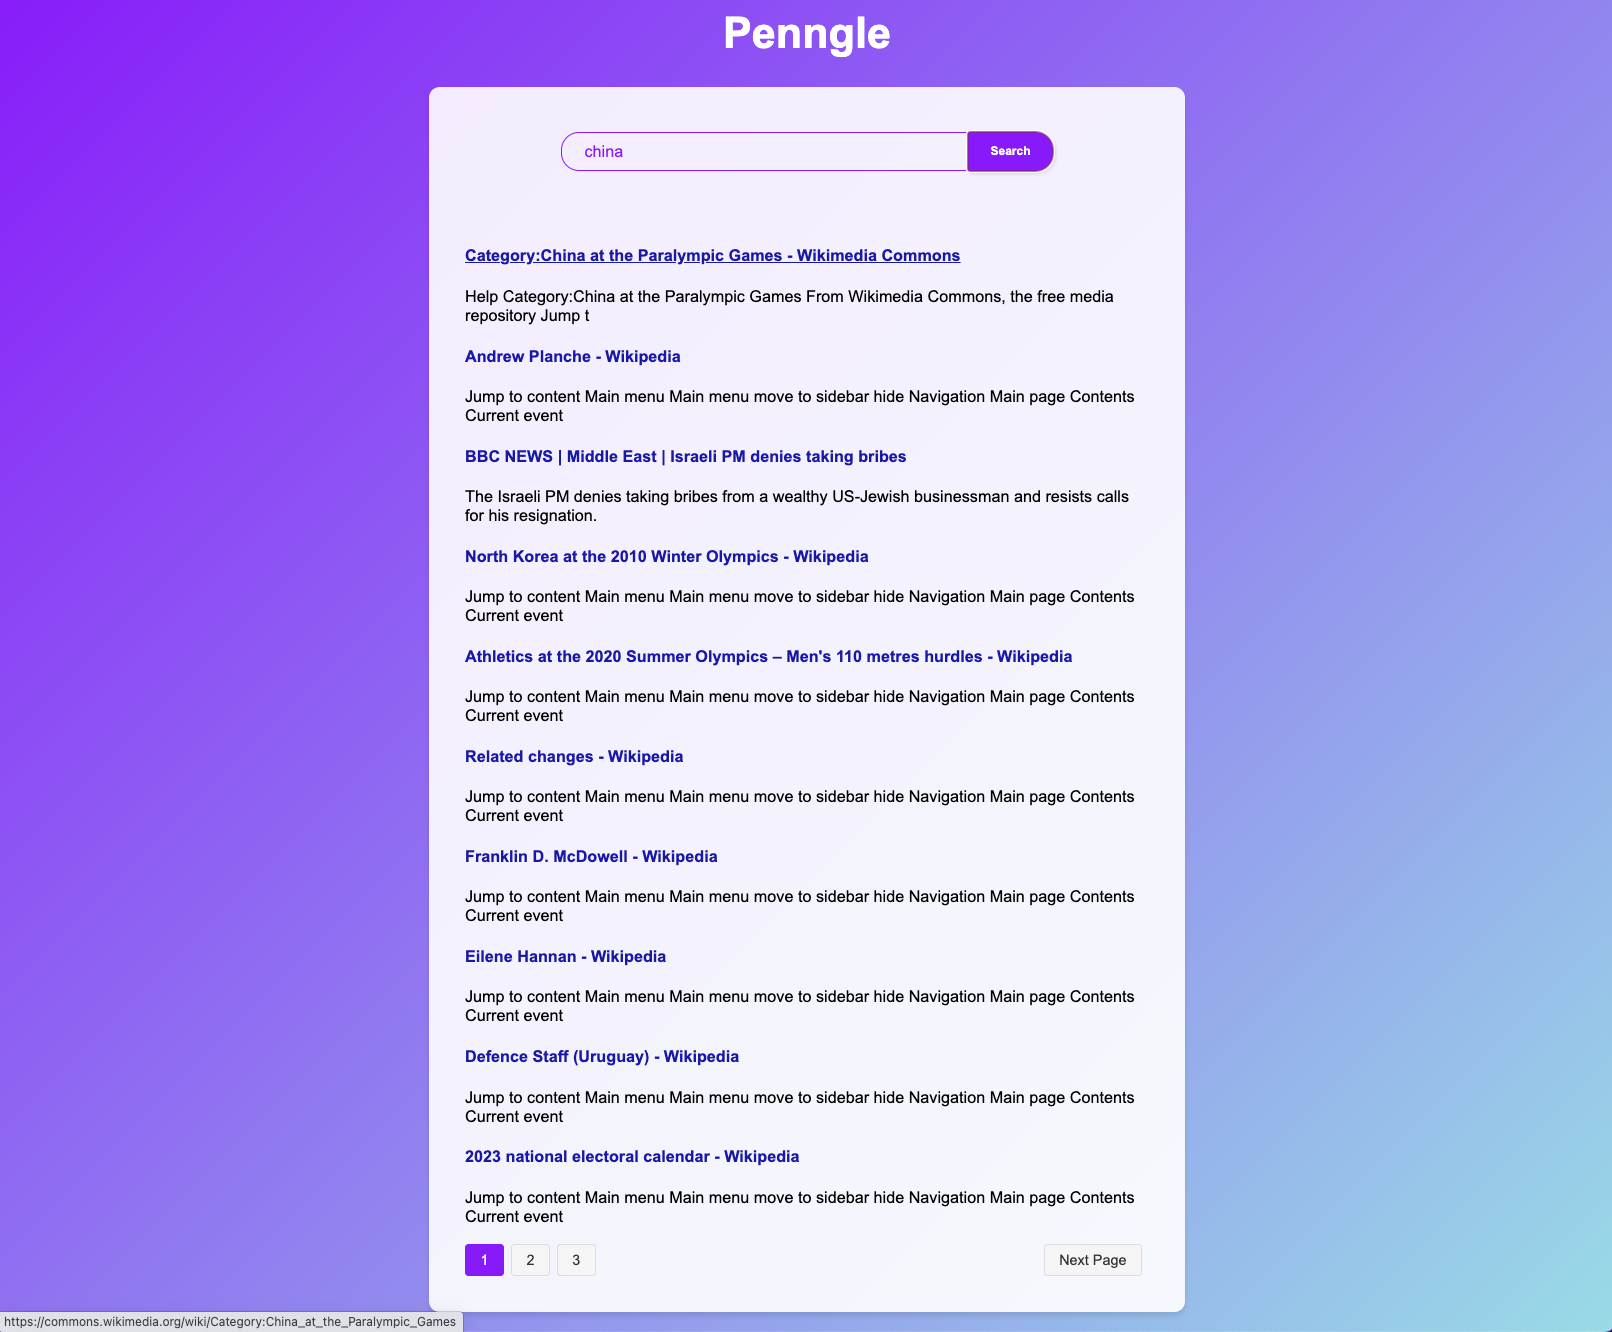 Penngle
china
Search
Category:China at the Paralympic Games - Wikimedia Commons
Help Category:China at the Paralympic Games From Wikimedia Commons, the free media
repository Jump t
Andrew Planche - Wikipedia
Jump to content Main menu Main menu move to sidebar hide Navigation Main page Contents
Current event
BBC NEWS | Middle East | Israeli PM denies taking bribes
The Israeli PM denies taking bribes from a wealthy US-Jewish businessman and resists calls
for his resignation.
North Korea at the 2010 Winter Olympics - Wikipedia
Jump to content Main menu Main menu move to sidebar hide Navigation Main page Contents
Current event
Athletics at the 2020 Summer Olympics – Men's 110 metres hurdles - Wikipedia
Jump to content Main menu Main menu move to sidebar hide Navigation Main page Contents
Current event
Related changes - Wikipedia
Jump to content Main menu Main menu move to sidebar hide Navigation Main page Contents
Current event
Franklin D. McDowell - Wikipedia
Jump to content Main menu Main menu move to sidebar hide Navigation Main page Contents
Current event
Eilene Hannan - Wikipedia
Jump to content Main menu Main menu move to sidebar hide Navigation Main page Contents
Current event
Defence Staff (Uruguay) - Wikipedia
Jump to content Main menu Main menu move to sidebar hide Navigation Main page Contents
Current event
2023 national electoral calendar - Wikipedia
Jump to content Main menu Main menu move to sidebar hide Navigation Main page Contents
Current event
1 2 3 Next Page
https://commons.wikimedia.org/wiki/Category:China_at_the_Paralympic_Games